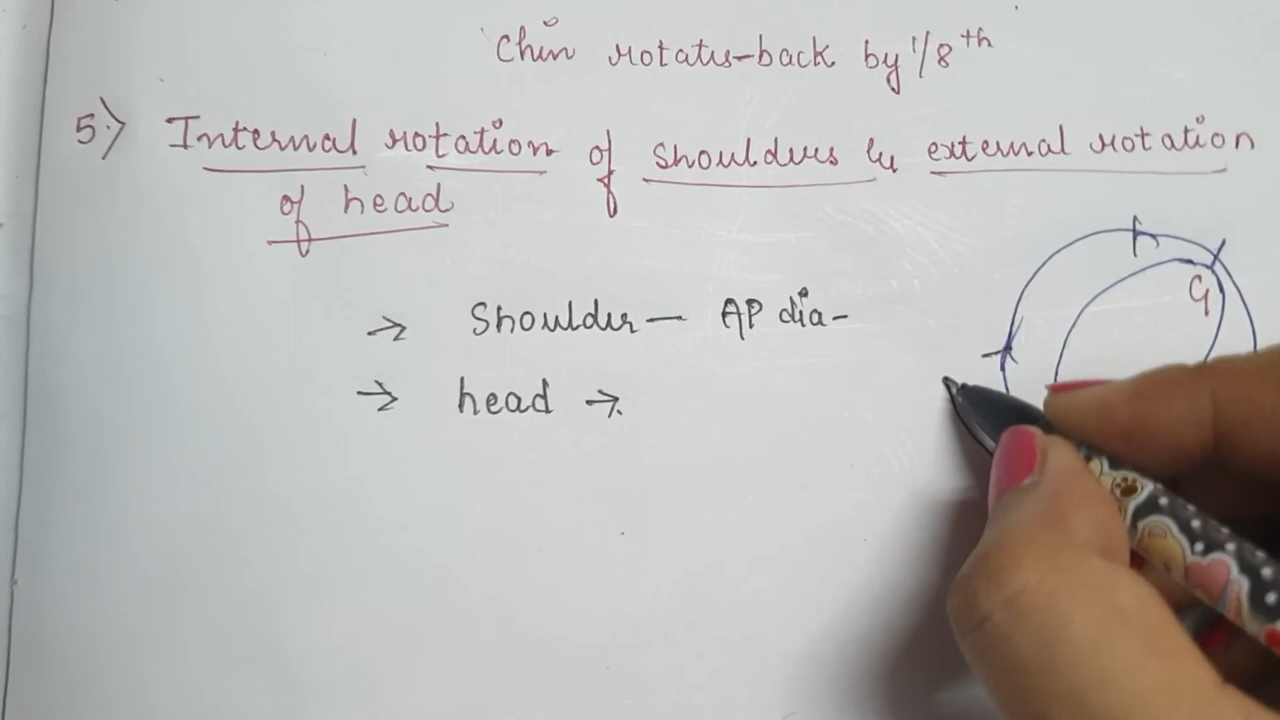 Chin rotates-back by 1/8th
5) Internal rotation of shoulders & external rotation
of head
→ Shoulder - AP dia-
→ head →